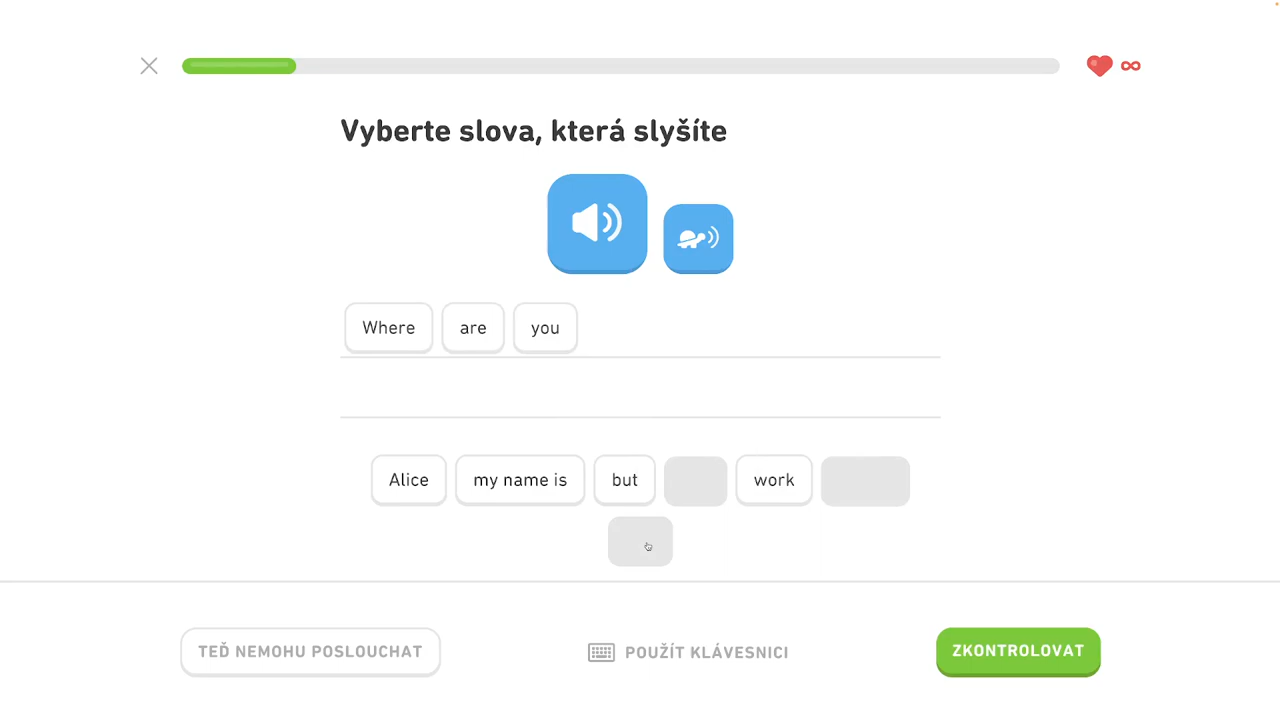 Vyberte slova, která slyšíte
Where are you
Alice my name is but work
TEĎ NEMOHU POSLOUCHAT POUŽÍT KLÁVESNICI ZKONTROLOVAT